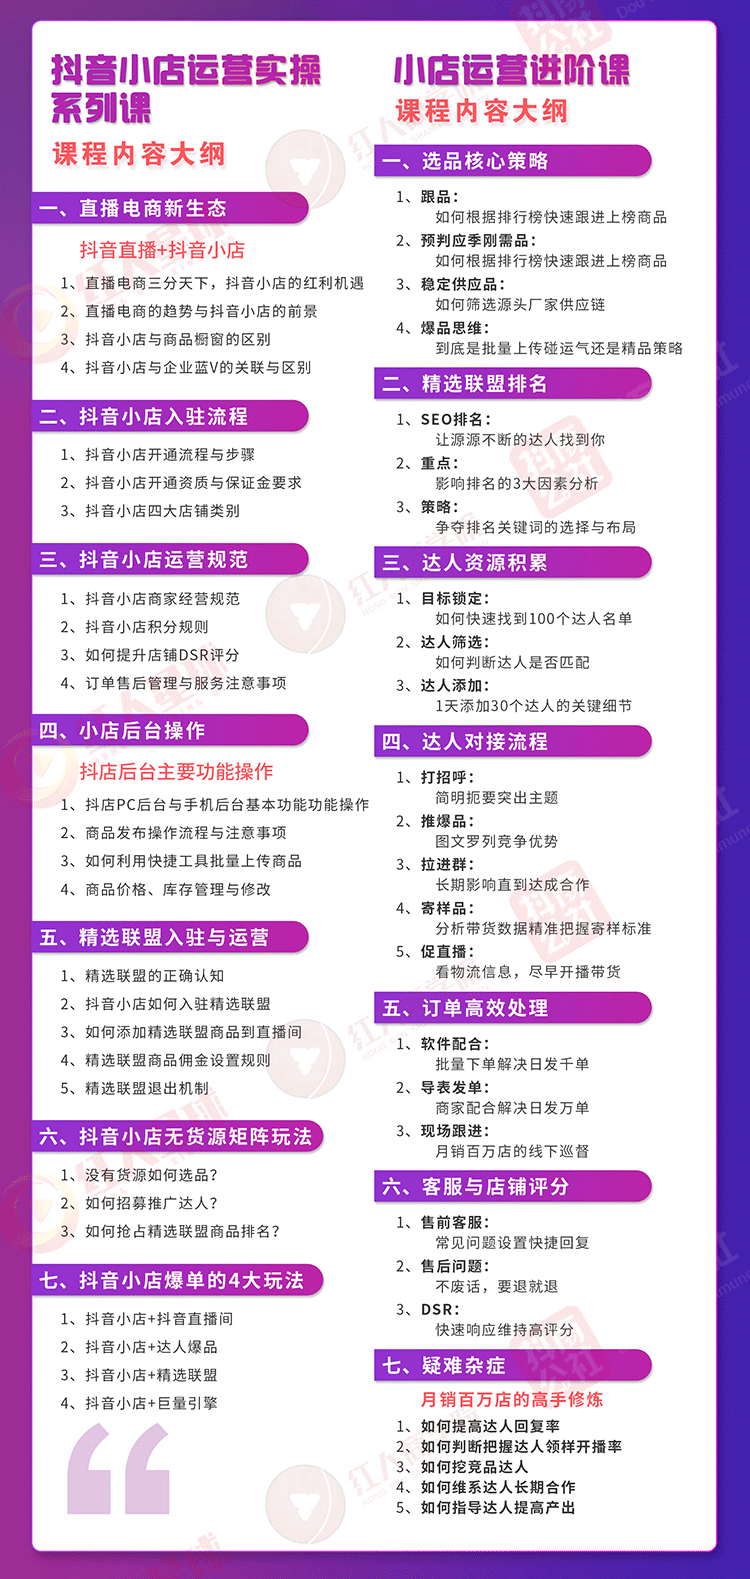 抖音小店运营实操
系列课
课程内容大纲
一、直播电商新生态
抖音直播+抖音小店
1、直播电商三分天下，抖音小店的红利机遇
2、直播电商的趋势与抖音小店的前景
3、抖音小店与商品橱窗的区别
4、抖音小店与企业蓝V的关联与区别
二、抖音小店入驻流程
1、抖音小店开通流程与步骤
2、抖音小店开通资质与保证金要求
3、抖音小店四大店铺类别
三、抖音小店运营规范
1、抖音小店商家经营规范
2、抖音小店积分规则
3、如何提升店铺DSR评分
4、订单售后管理与服务注意事项
四、小店后台操作
抖店后台主要功能操作
1、抖店PC后台与手机后台基本功能功能操作
2、商品发布操作流程与注意事项
3、如何利用快捷工具批量上传商品
4、商品价格、库存管理与修改
五、精选联盟入驻与运营
1、精选联盟的正确认知
2、抖音小店如何入驻精选联盟
3、如何添加精选联盟商品到直播间
4、精选联盟商品佣金设置规则
5、精选联盟退出机制
六、抖音小店无货源矩阵玩法
1、没有货源如何选品？
2、如何招募推广达人？
3、如何抢占精选联盟商品排名？
七、抖音小店爆单的4大玩法
1、抖音小店+抖音直播间
2、抖音小店+达人爆品
3、抖音小店+精选联盟
4、抖音小店+巨量引擎
小店运营进阶课
课程内容大纲
一、选品核心策略
1、跟品：
如何根据排行榜快速跟进上榜商品
2、预判应季刚需品：
如何根据排行榜快速跟进上榜商品
3、稳定供应品：
如何筛选源头厂家供应链
4、爆品思维：
到底是批量上传碰运气还是精品策略
二、精选联盟排名
1、SEO排名：
让源源不断的达人找到你
2、重点：
影响排名的3大因素分析
3、策略：
争夺排名关键词的选择与布局
三、达人资源积累
1、目标锁定：
如何快速找到100个达人名单
2、达人筛选：
如何判断达人是否匹配
3、达人添加：
1天添加30个达人的关键细节
四、达人对接流程
1、打招呼：
简明扼要突出主题
2、推爆品：
图文罗列竞争优势
3、拉进群：
长期影响直到达成合作
4、寄样品：
分析带货数据精准把握寄样标准
5、促直播：
看物流信息，尽早开播带货
五、订单高效处理
1、软件配合：
批量下单解决日发千单
2、导表发单：
商家配合解决日发万单
3、现场跟进：
月销百万店的线下巡督
六、客服与店铺评分
1、售前客服：
常见问题设置快捷回复
2、售后问题：
不废话，要退就退
3、DSR：
快速响应维持高评分
七、疑难杂症
月销百万店的高手修炼
1、如何提高达人回复率
2、如何判断把握达人领样开播率
3、如何挖竞品达人
4、如何维系达人长期合作
5、如何指导达人提高产出